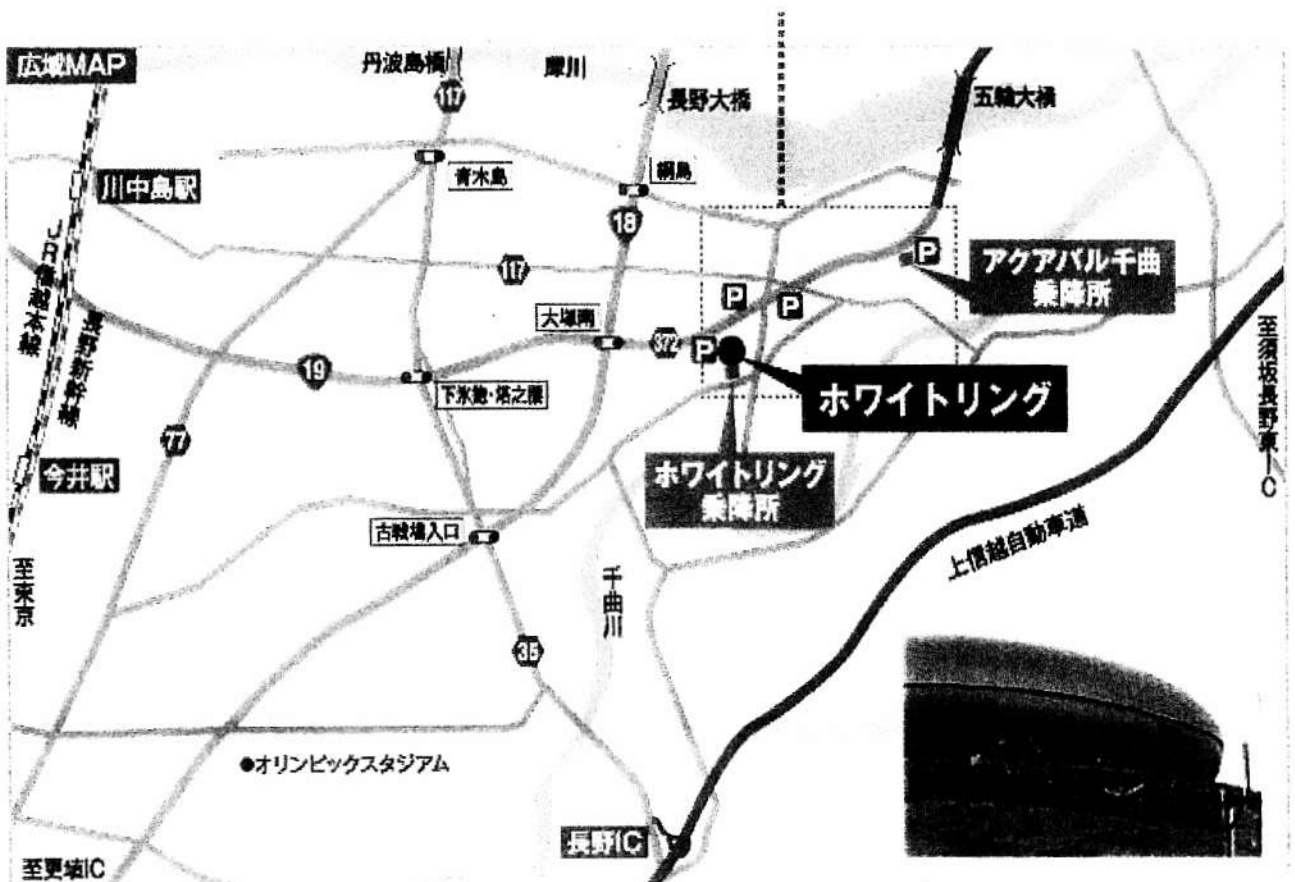 広域MAP
丹波島橋
犀川
長野大橋
五輪大橋
117
青木島
綱島
川中島駅
18
JR信越本線
長野新幹線
117
P
アクアパル千曲
乗降所
P
P
大塚南
372
P
19
下氷鉋・塔之腰
ホワイトリング
至須坂長野東IC
77
今井駅
ホワイトリング
乗降所
古戦場入口
至東京
千曲川
上信越自動車道
35
●オリンピックスタジアム
長野IC
至更埴IC